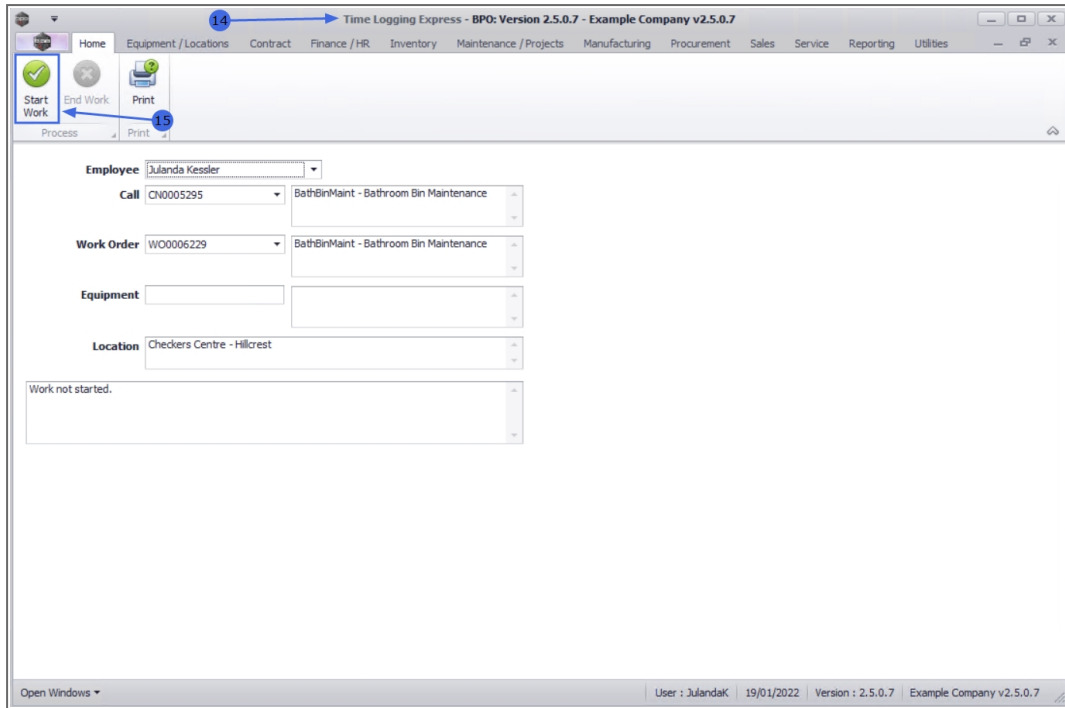 14
Time Logging Express - BPO: Version 2.5.0.7 - Example Company v2.5.0.7
Home Equipment / Locations Contract Finance / HR Inventory Maintenance / Projects Manufacturing Procurement Sales Service Reporting Utilities
Start Work
End Work
Print
15
Process
Print
Employee Julanda Kessler
Call CN0005295 BathBinMaint - Bathroom Bin Maintenance
Work Order WO0006229 BathBinMaint - Bathroom Bin Maintenance
Equipment
Location Checkers Centre - Hillcrest
Work not started.
Open Windows User : JulandaK 19/01/2022 Version : 2.5.0.7 Example Company v2.5.0.7